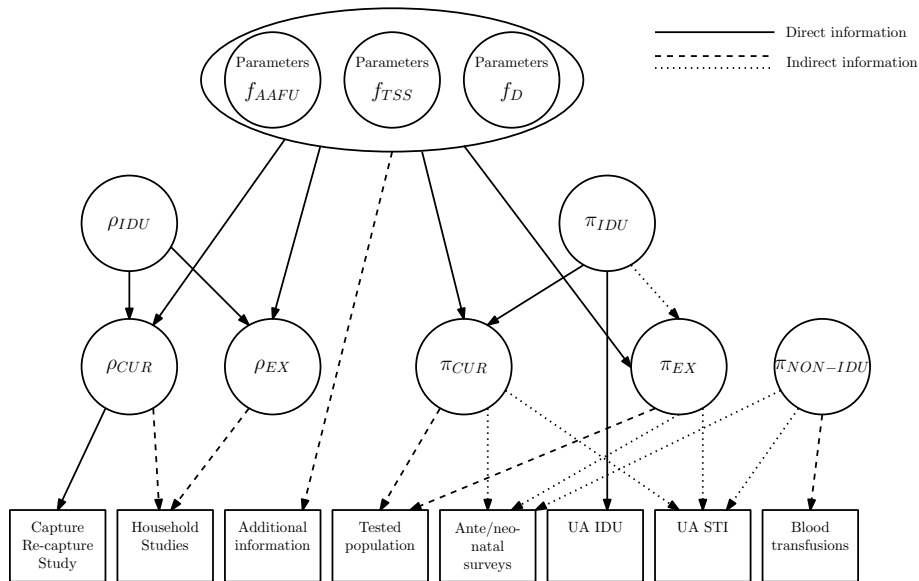 Direct information
Indirect information
Parameters
f_AAFU
Parameters
f_TSS
Parameters
f_D
ρ_IDU
π_IDU
ρ_CUR
ρ_EX
π_CUR
π_EX
π_NON−IDU
Capture
Re-capture
Study
Household
Studies
Additional
information
Tested
population
Ante/neo-
natal
surveys
UA IDU
UA STI
Blood
transfusions